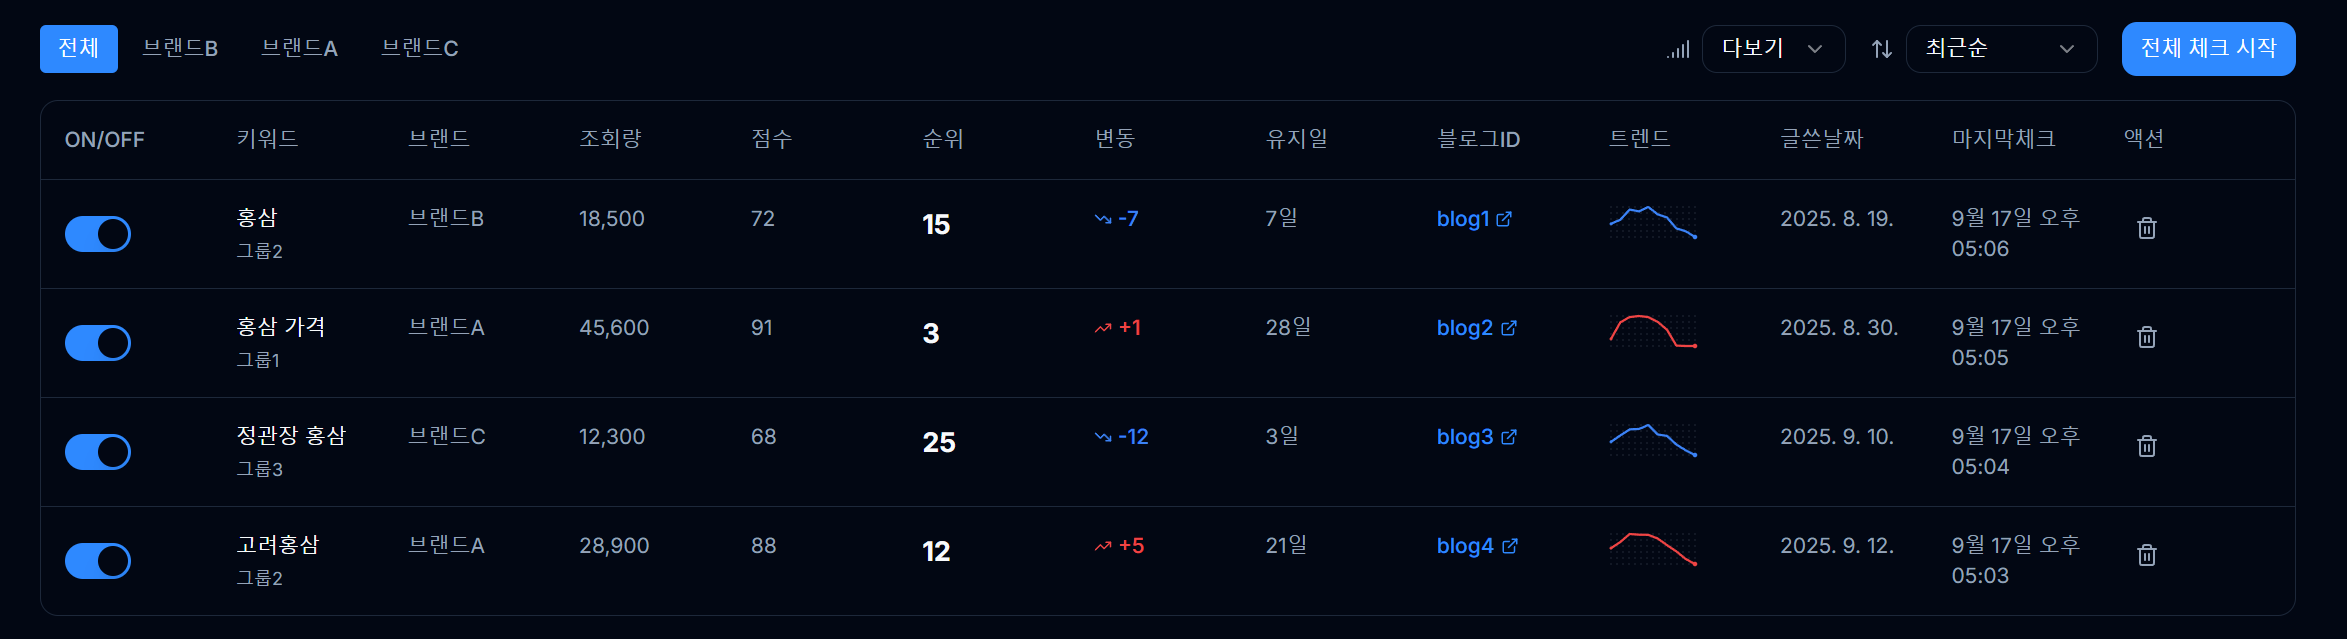 전체 브랜드B 브랜드A 브랜드C 다보기 최근순 전체 체크 시작
ON/OFF 키워드 브랜드 조회량 점수 순위 변동 유지일 블로그ID 트렌드 글쓴날짜 마지막체크 액션
홍삼 브랜드B 18,500 72 15 -7 7일 blog1 2025. 8. 19. 9월 17일 오후
그룹2 05:06
홍삼 가격 브랜드A 45,600 91 3 +1 28일 blog2 2025. 8. 30. 9월 17일 오후
그룹1 05:05
정관장 홍삼 브랜드C 12,300 68 25 -12 3일 blog3 2025. 9. 10. 9월 17일 오후
그룹3 05:04
고려홍삼 브랜드A 28,900 88 12 +5 21일 blog4 2025. 9. 12. 9월 17일 오후
그룹2 05:03